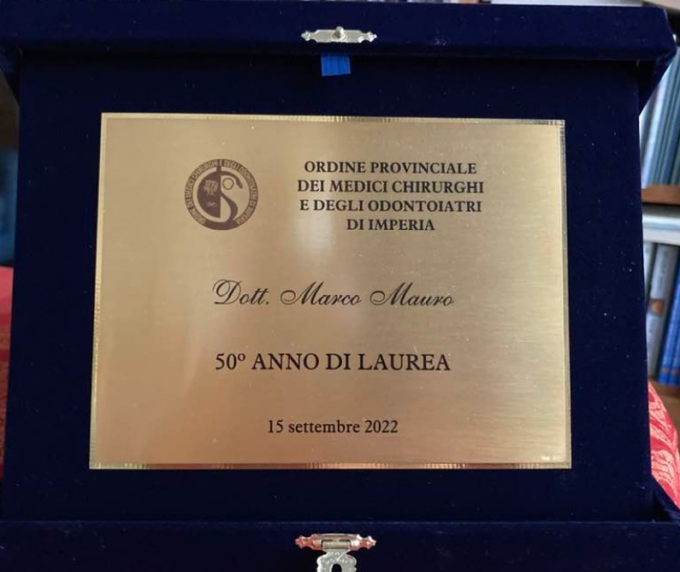 ORDINE PROVINCIALE
DEI MEDICI CHIRURGHI
E DEGLI ODONTOIATRI
DI IMPERIA
Dott. Marco Mauro
50º ANNO DI LAUREA
15 settembre 2022